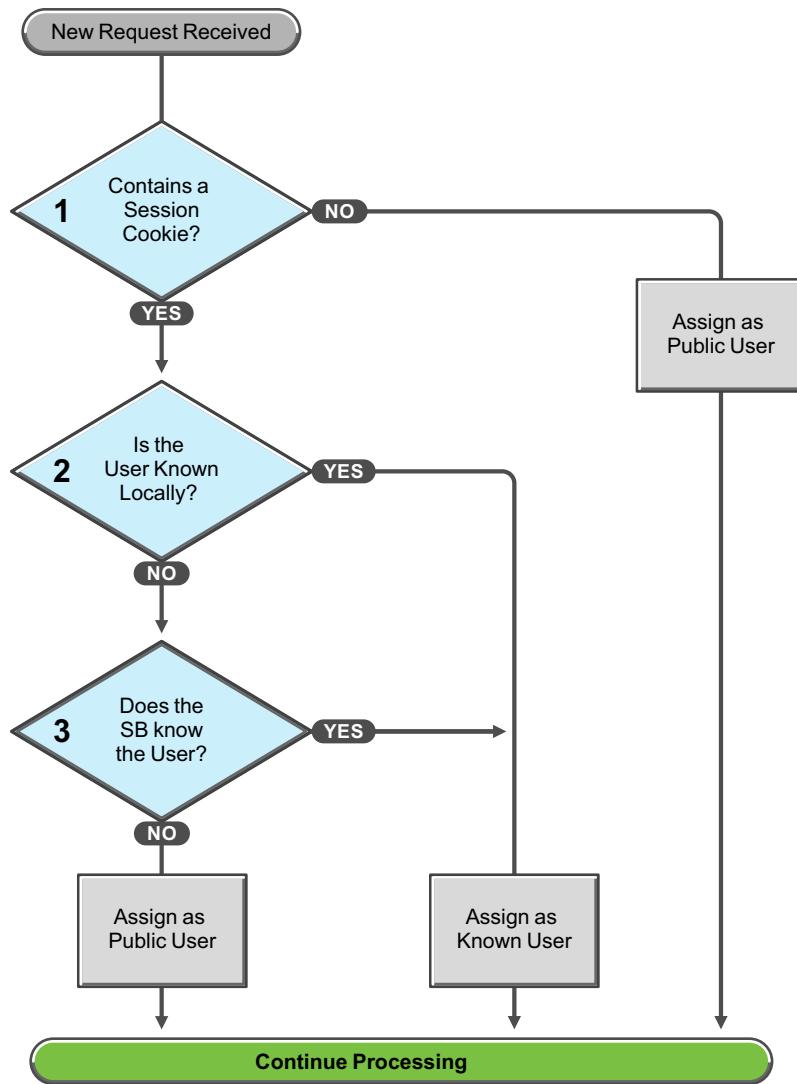 New Request Received
1
Contains a
Session
Cookie?
NO
YES
Assign as
Public User
2
Is the
User Known
Locally?
YES
NO
3
Does the
SB know
the User?
YES
NO
Assign as
Public User
Assign as
Known User
Continue Processing